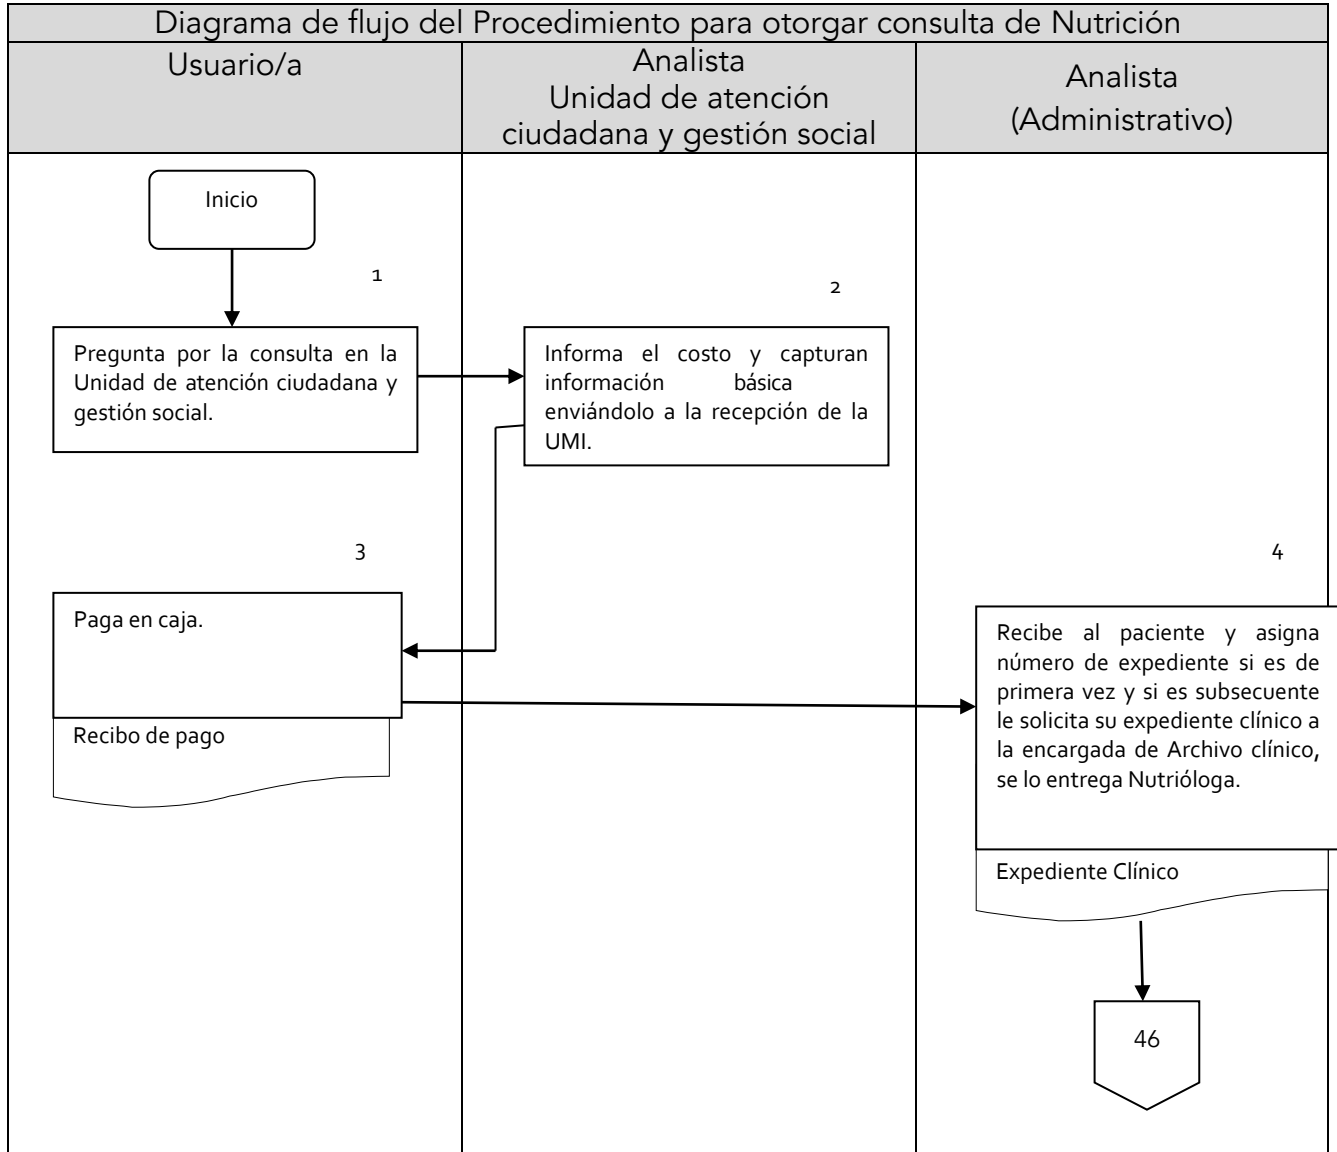 Diagrama de flujo del Procedimiento para otorgar consulta de Nutrición
Usuario/a
Analista
Unidad de atención
ciudadana y gestión social
Analista
(Administrativo)
Inicio
1
2
Pregunta por la consulta en la
Unidad de atención ciudadana y
gestión social.
Informa el costo y capturan
información básica
enviándolo a la recepción de la
UMI.
3
4
Paga en caja.
Recibo de pago
Recibe al paciente y asigna
número de expediente si es de
primera vez y si es subsecuente
le solicita su expediente clínico a
la encargada de Archivo clínico,
se lo entrega Nutrióloga.
Expediente Clínico
46